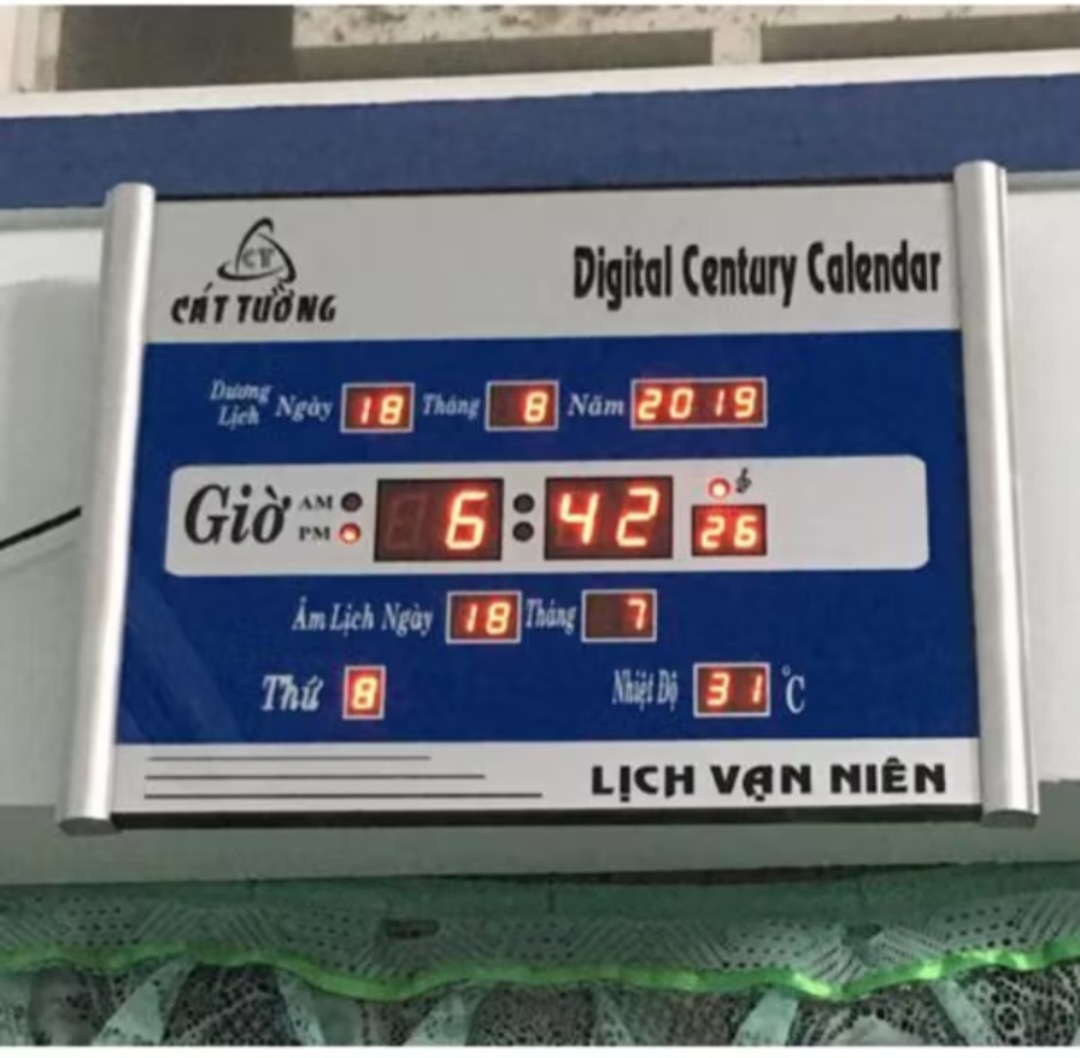 CY
CÁT TƯỜNG
Digital Century Calendar
Dương Lịch Ngày 18 Tháng 8 Năm 2019
Giờ AM PM 6:42 26
Âm Lịch Ngày 18 Tháng 7
Thứ 8 Nhiệt Độ 31 °C
LỊCH VẠN NIÊN